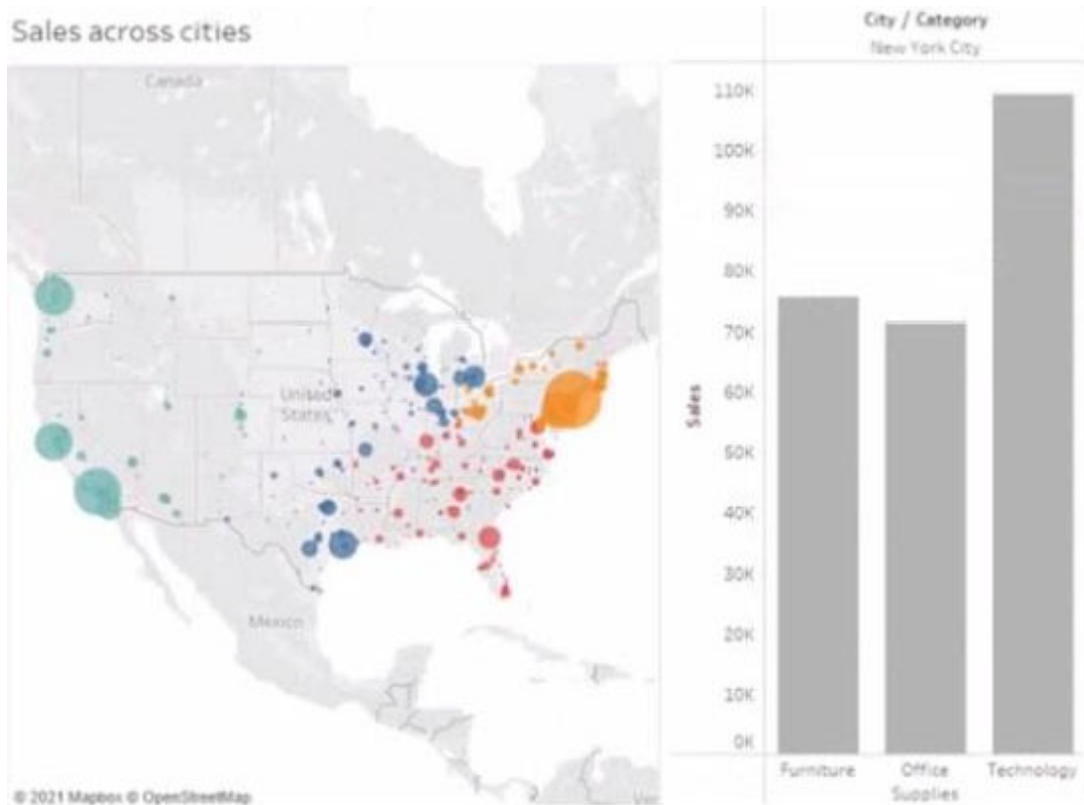 Sales across cities
Canada
United
States
Mexico
© 2021 Mapbox © OpenStreetMap
City / Category
New York City
Sales
110K
100K
90K
80K
70K
60K
50K
40K
30K
20K
10K
0K
Furniture
Office
Supplies
Technology